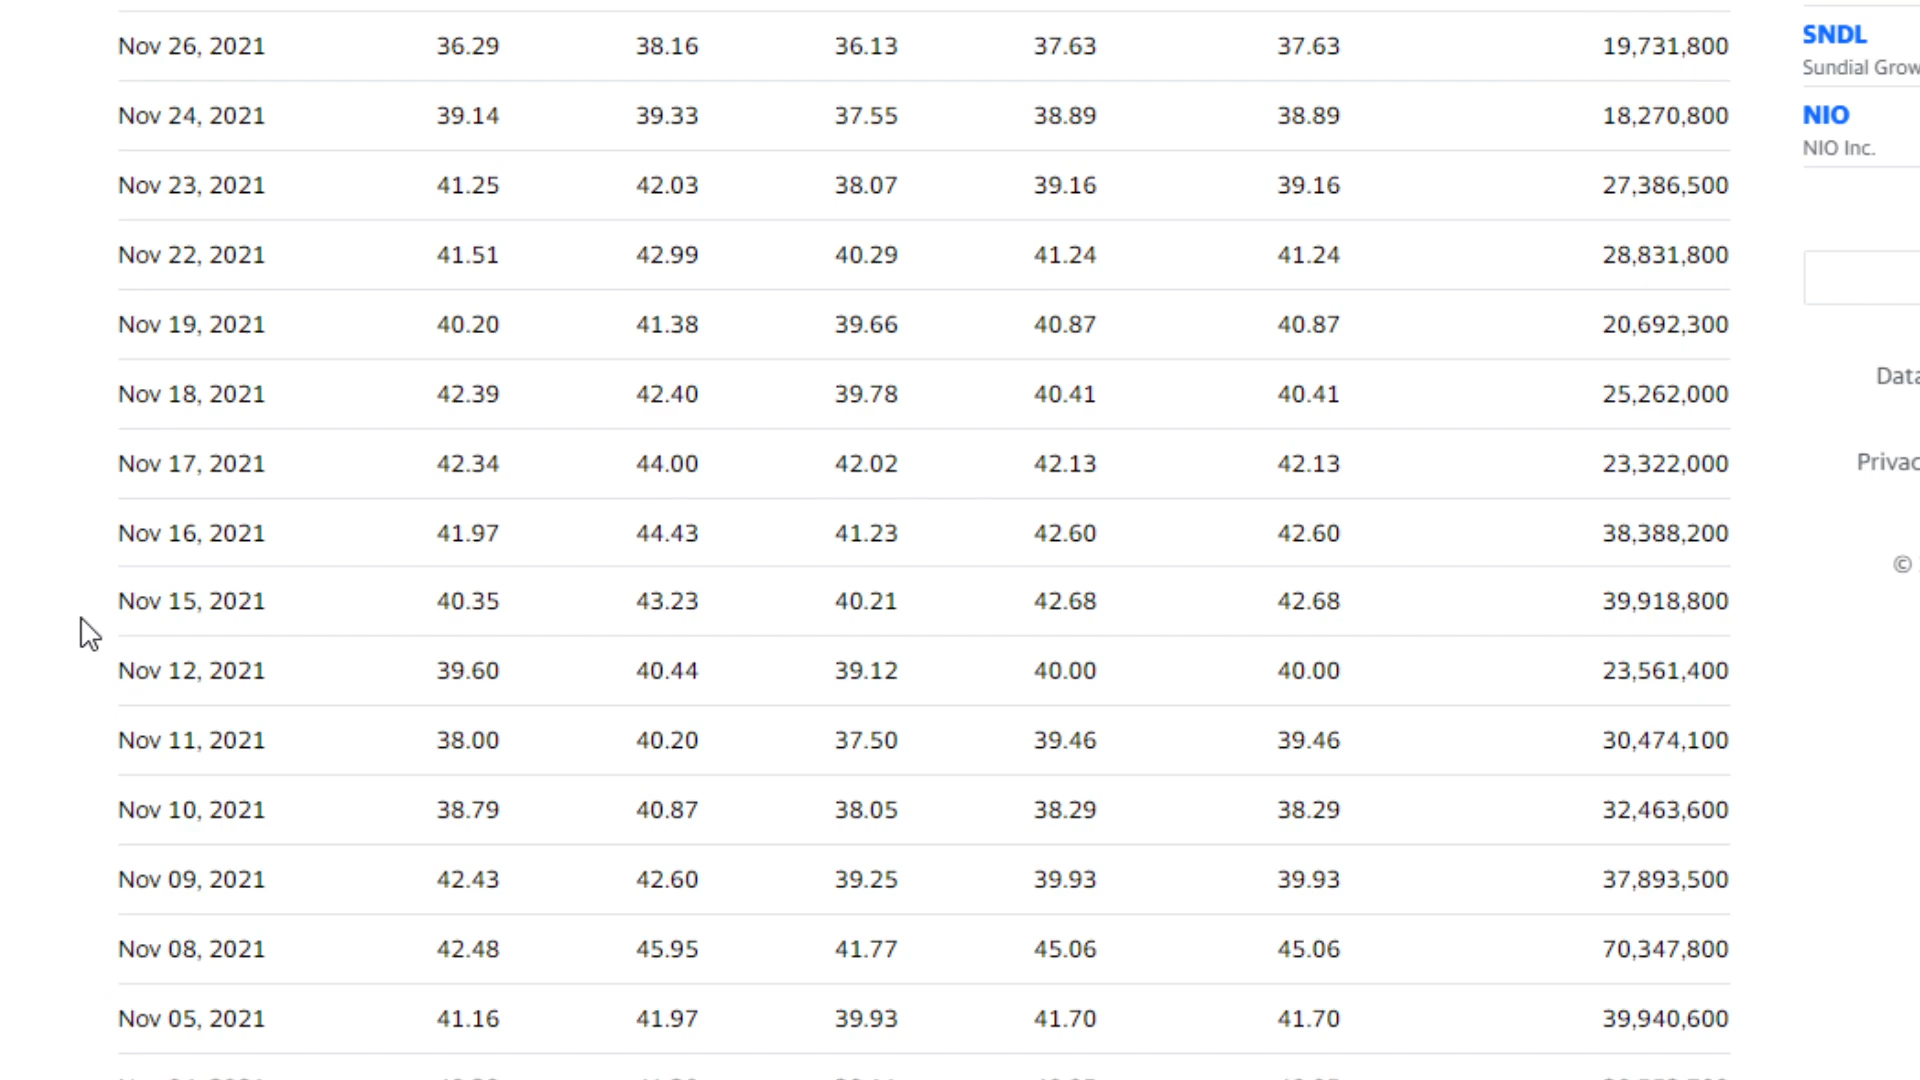 Nov 26, 2021 36.29 38.16 36.13 37.63 37.63 19,731,800
Nov 24, 2021 39.14 39.33 37.55 38.89 38.89 18,270,800
Nov 23, 2021 41.25 42.03 38.07 39.16 39.16 27,386,500
Nov 22, 2021 41.51 42.99 40.29 41.24 41.24 28,831,800
Nov 19, 2021 40.20 41.38 39.66 40.87 40.87 20,692,300
Nov 18, 2021 42.39 42.40 39.78 40.41 40.41 25,262,000
Nov 17, 2021 42.34 44.00 42.02 42.13 42.13 23,322,000
Nov 16, 2021 41.97 44.43 41.23 42.60 42.60 38,388,200
Nov 15, 2021 40.35 43.23 40.21 42.68 42.68 39,918,800
Nov 12, 2021 39.60 40.44 39.12 40.00 40.00 23,561,400
Nov 11, 2021 38.00 40.20 37.50 39.46 39.46 30,474,100
Nov 10, 2021 38.79 40.87 38.05 38.29 38.29 32,463,600
Nov 09, 2021 42.43 42.60 39.25 39.93 39.93 37,893,500
Nov 08, 2021 42.48 45.95 41.77 45.06 45.06 70,347,800
Nov 05, 2021 41.16 41.97 39.93 41.70 41.70 39,940,600
SNDL
Sundial Grow
NIO
NIO Inc.
Data
Privac
©